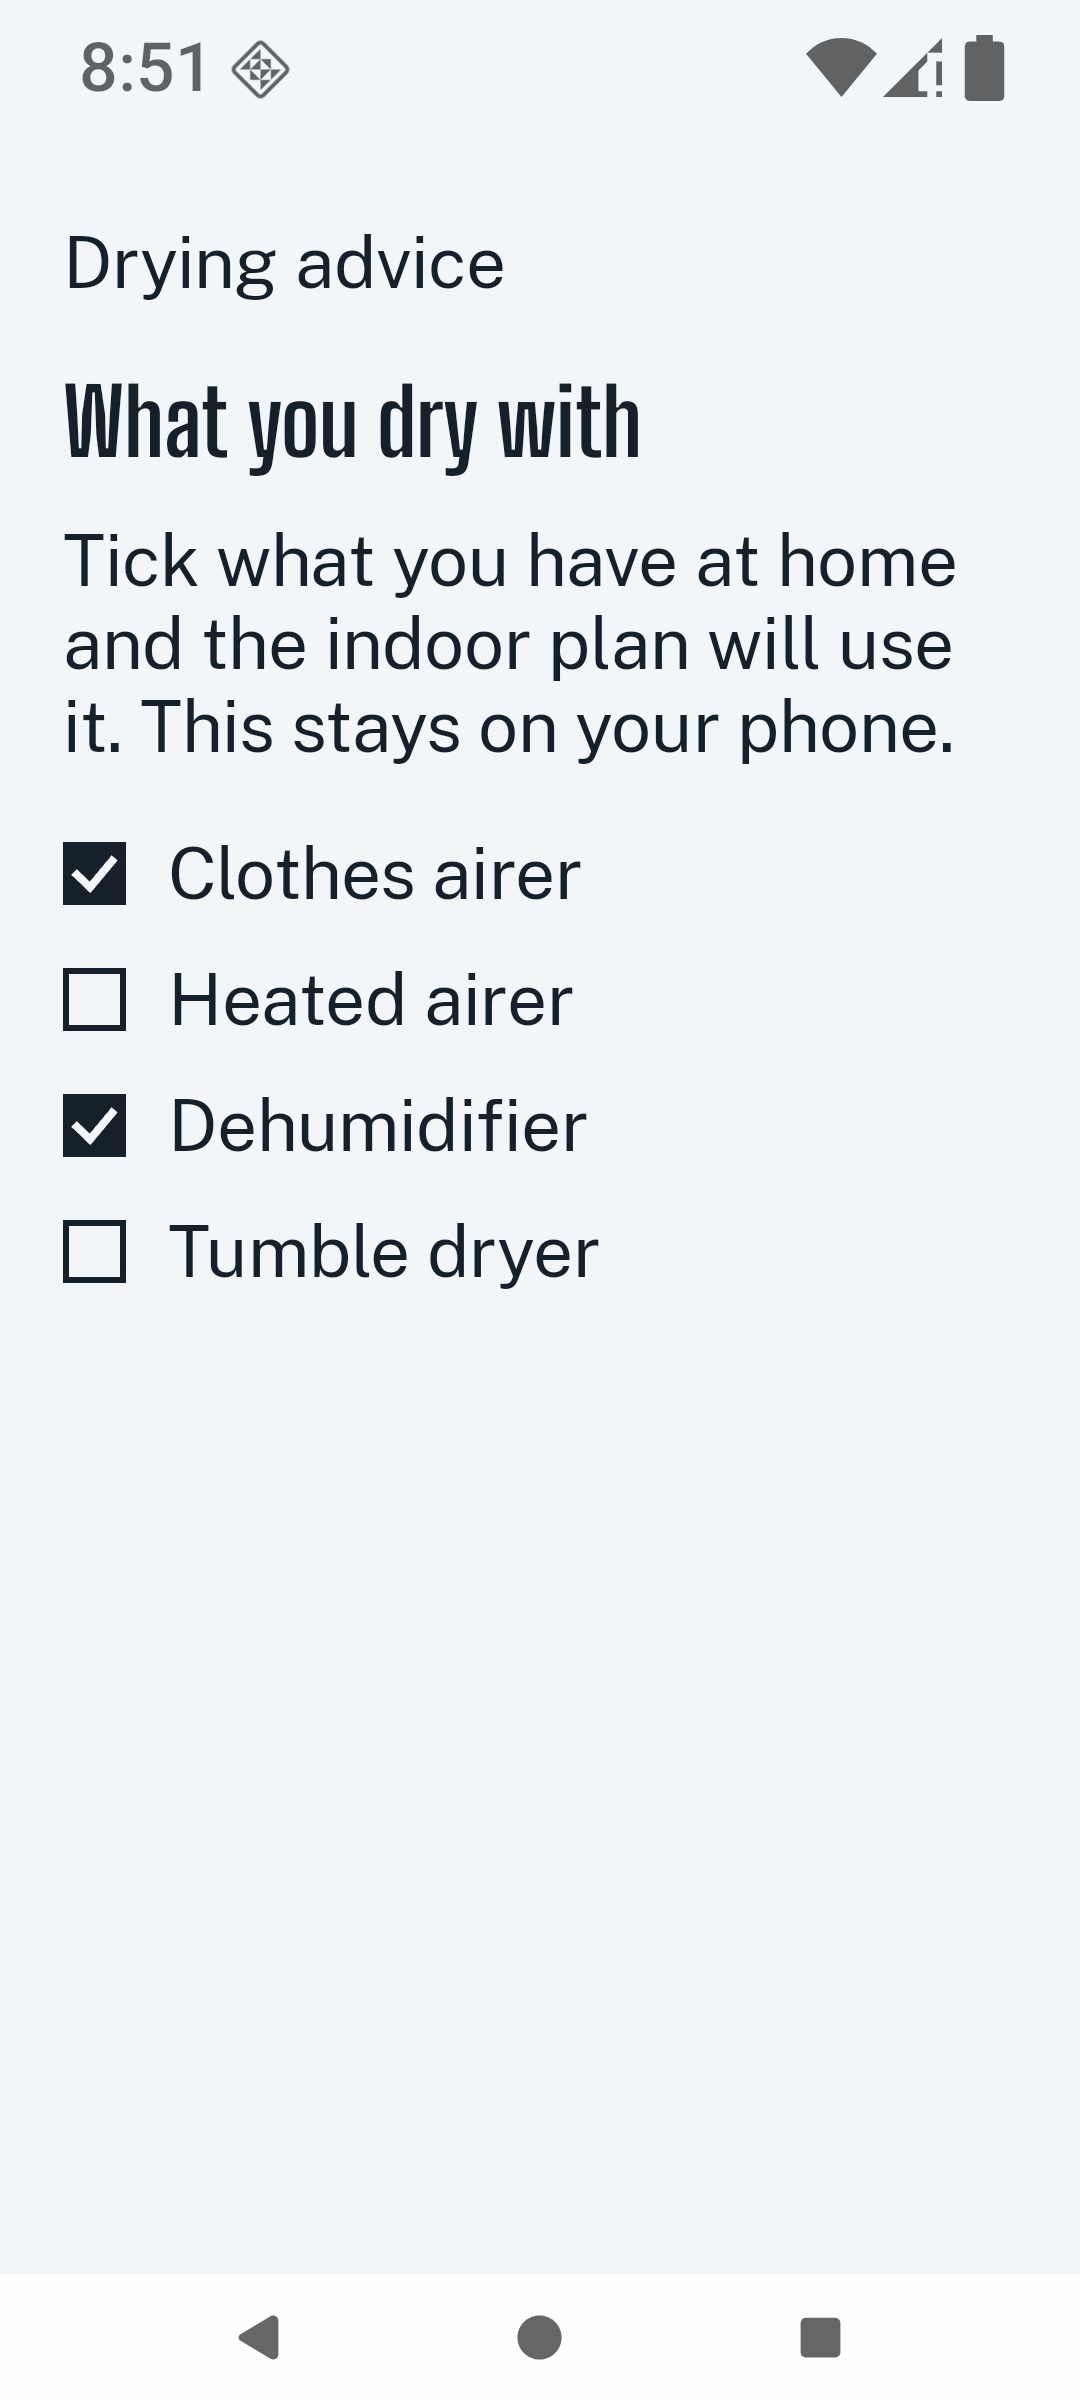 8:51
Drying advice
What you dry with
Tick what you have at home
and the indoor plan will use
it. This stays on your phone.
Clothes airer
Heated airer
Dehumidifier
Tumble dryer